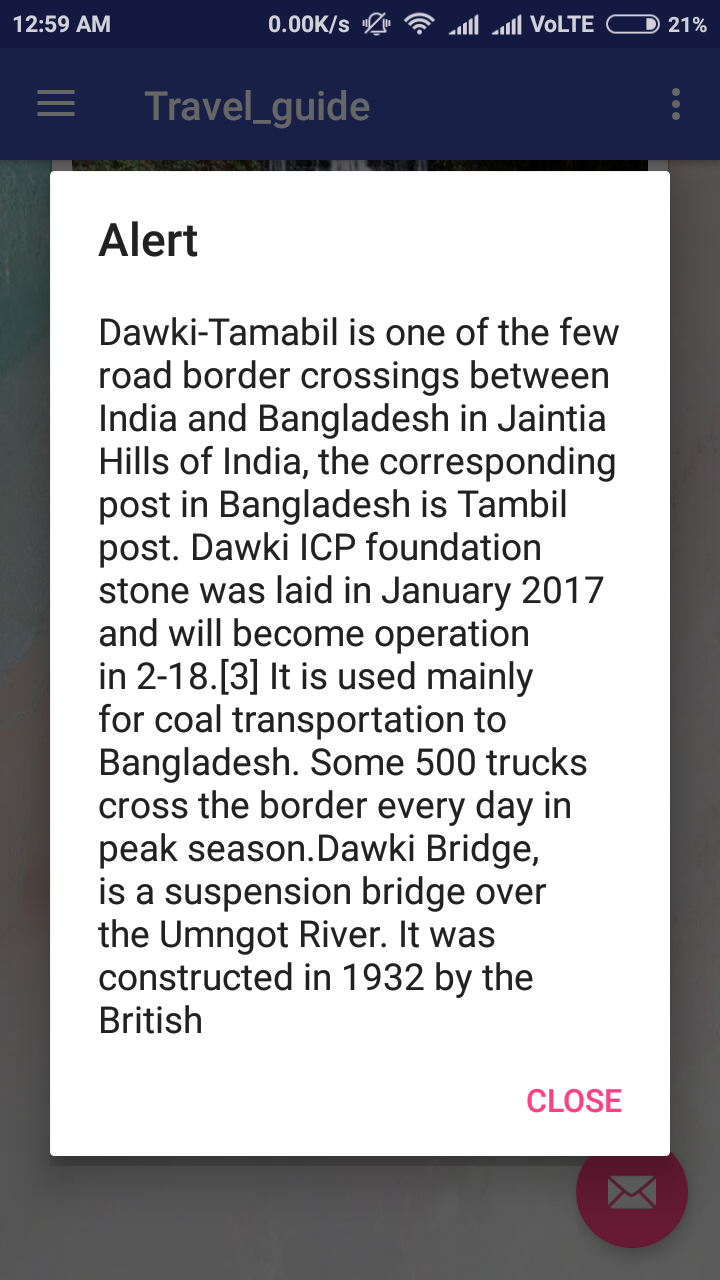 12:59 AM 0.00K/s VoLTE 21%
Travel_guide
Alert
Dawki-Tamabil is one of the few
road border crossings between
India and Bangladesh in Jaintia
Hills of India, the corresponding
post in Bangladesh is Tambil
post. Dawki ICP foundation
stone was laid in January 2017
and will become operation
in 2-18.[3] It is used mainly
for coal transportation to
Bangladesh. Some 500 trucks
cross the border every day in
peak season.Dawki Bridge,
is a suspension bridge over
the Umngot River. It was
constructed in 1932 by the
British
CLOSE